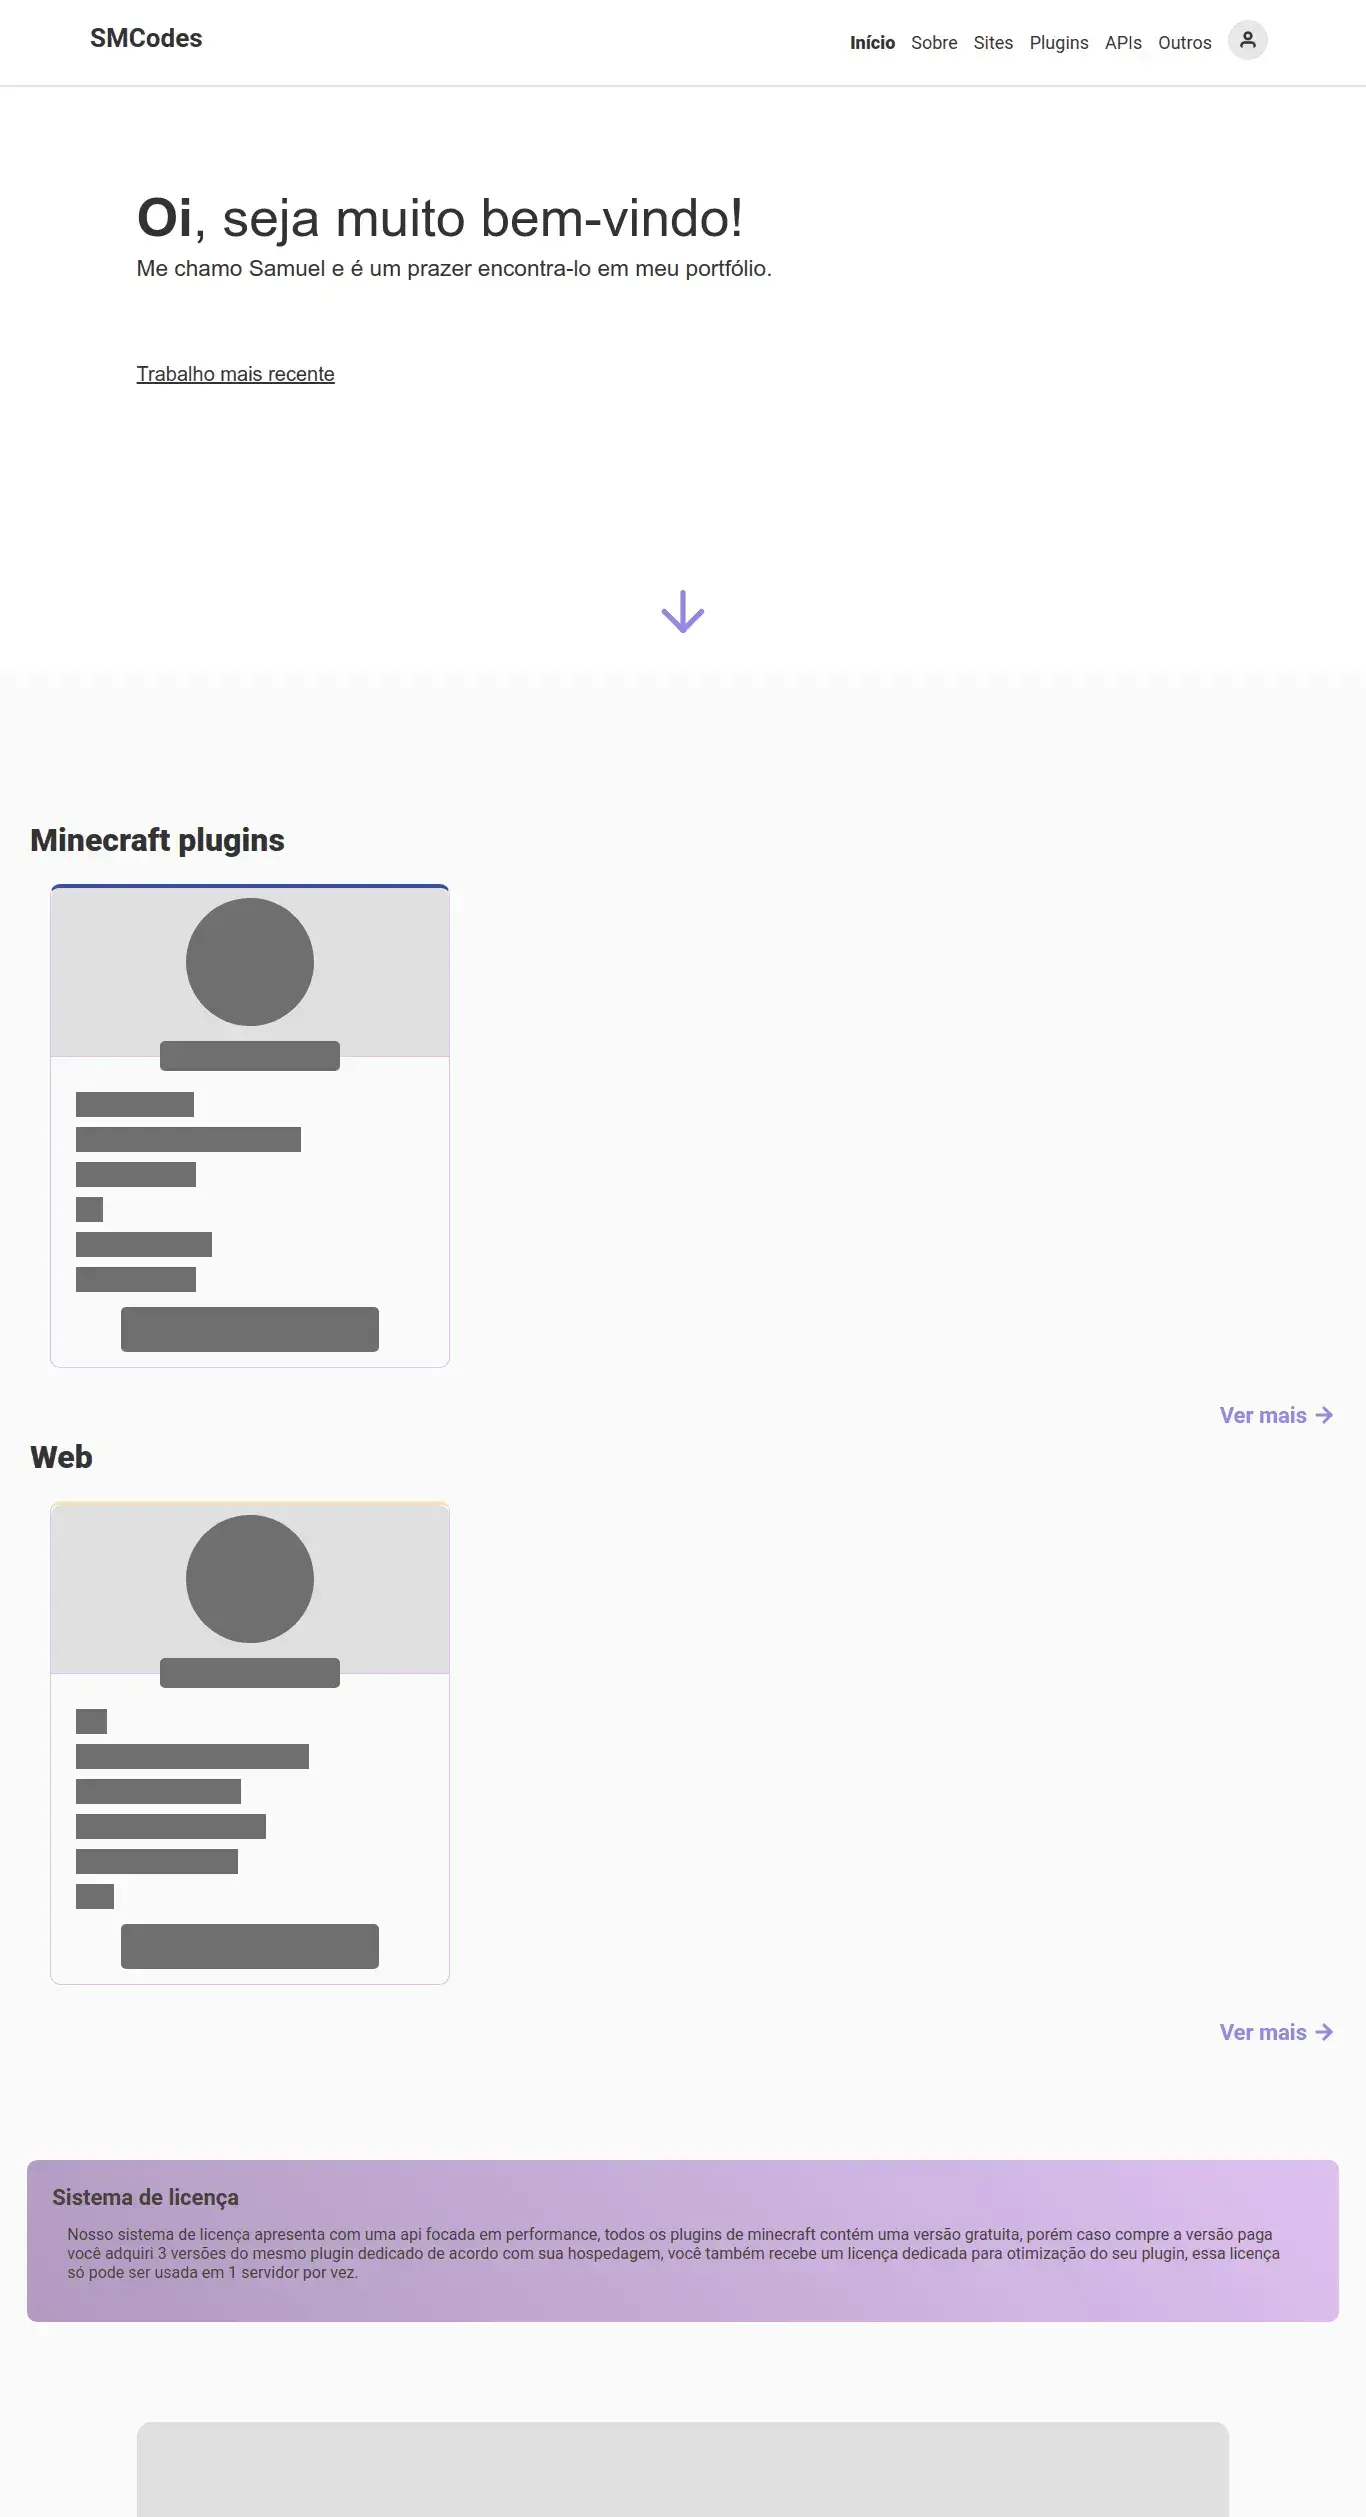 SMCodes
Início Sobre Sites Plugins APIs Outros
Oi, seja muito bem-vindo!
Me chamo Samuel e é um prazer encontra-lo em meu portfólio.
Trabalho mais recente
Minecraft plugins
Ver mais
Web
Ver mais
Sistema de licença
Nosso sistema de licença apresenta com uma api focada em performance, todos os plugins de minecraft contém uma versão gratuita, porém caso compre a versão paga
você adquiri 3 versões do mesmo plugin dedicado de acordo com sua hospedagem, você também recebe um licença dedicada para otimização do seu plugin, essa licença
só pode ser usada em 1 servidor por vez.